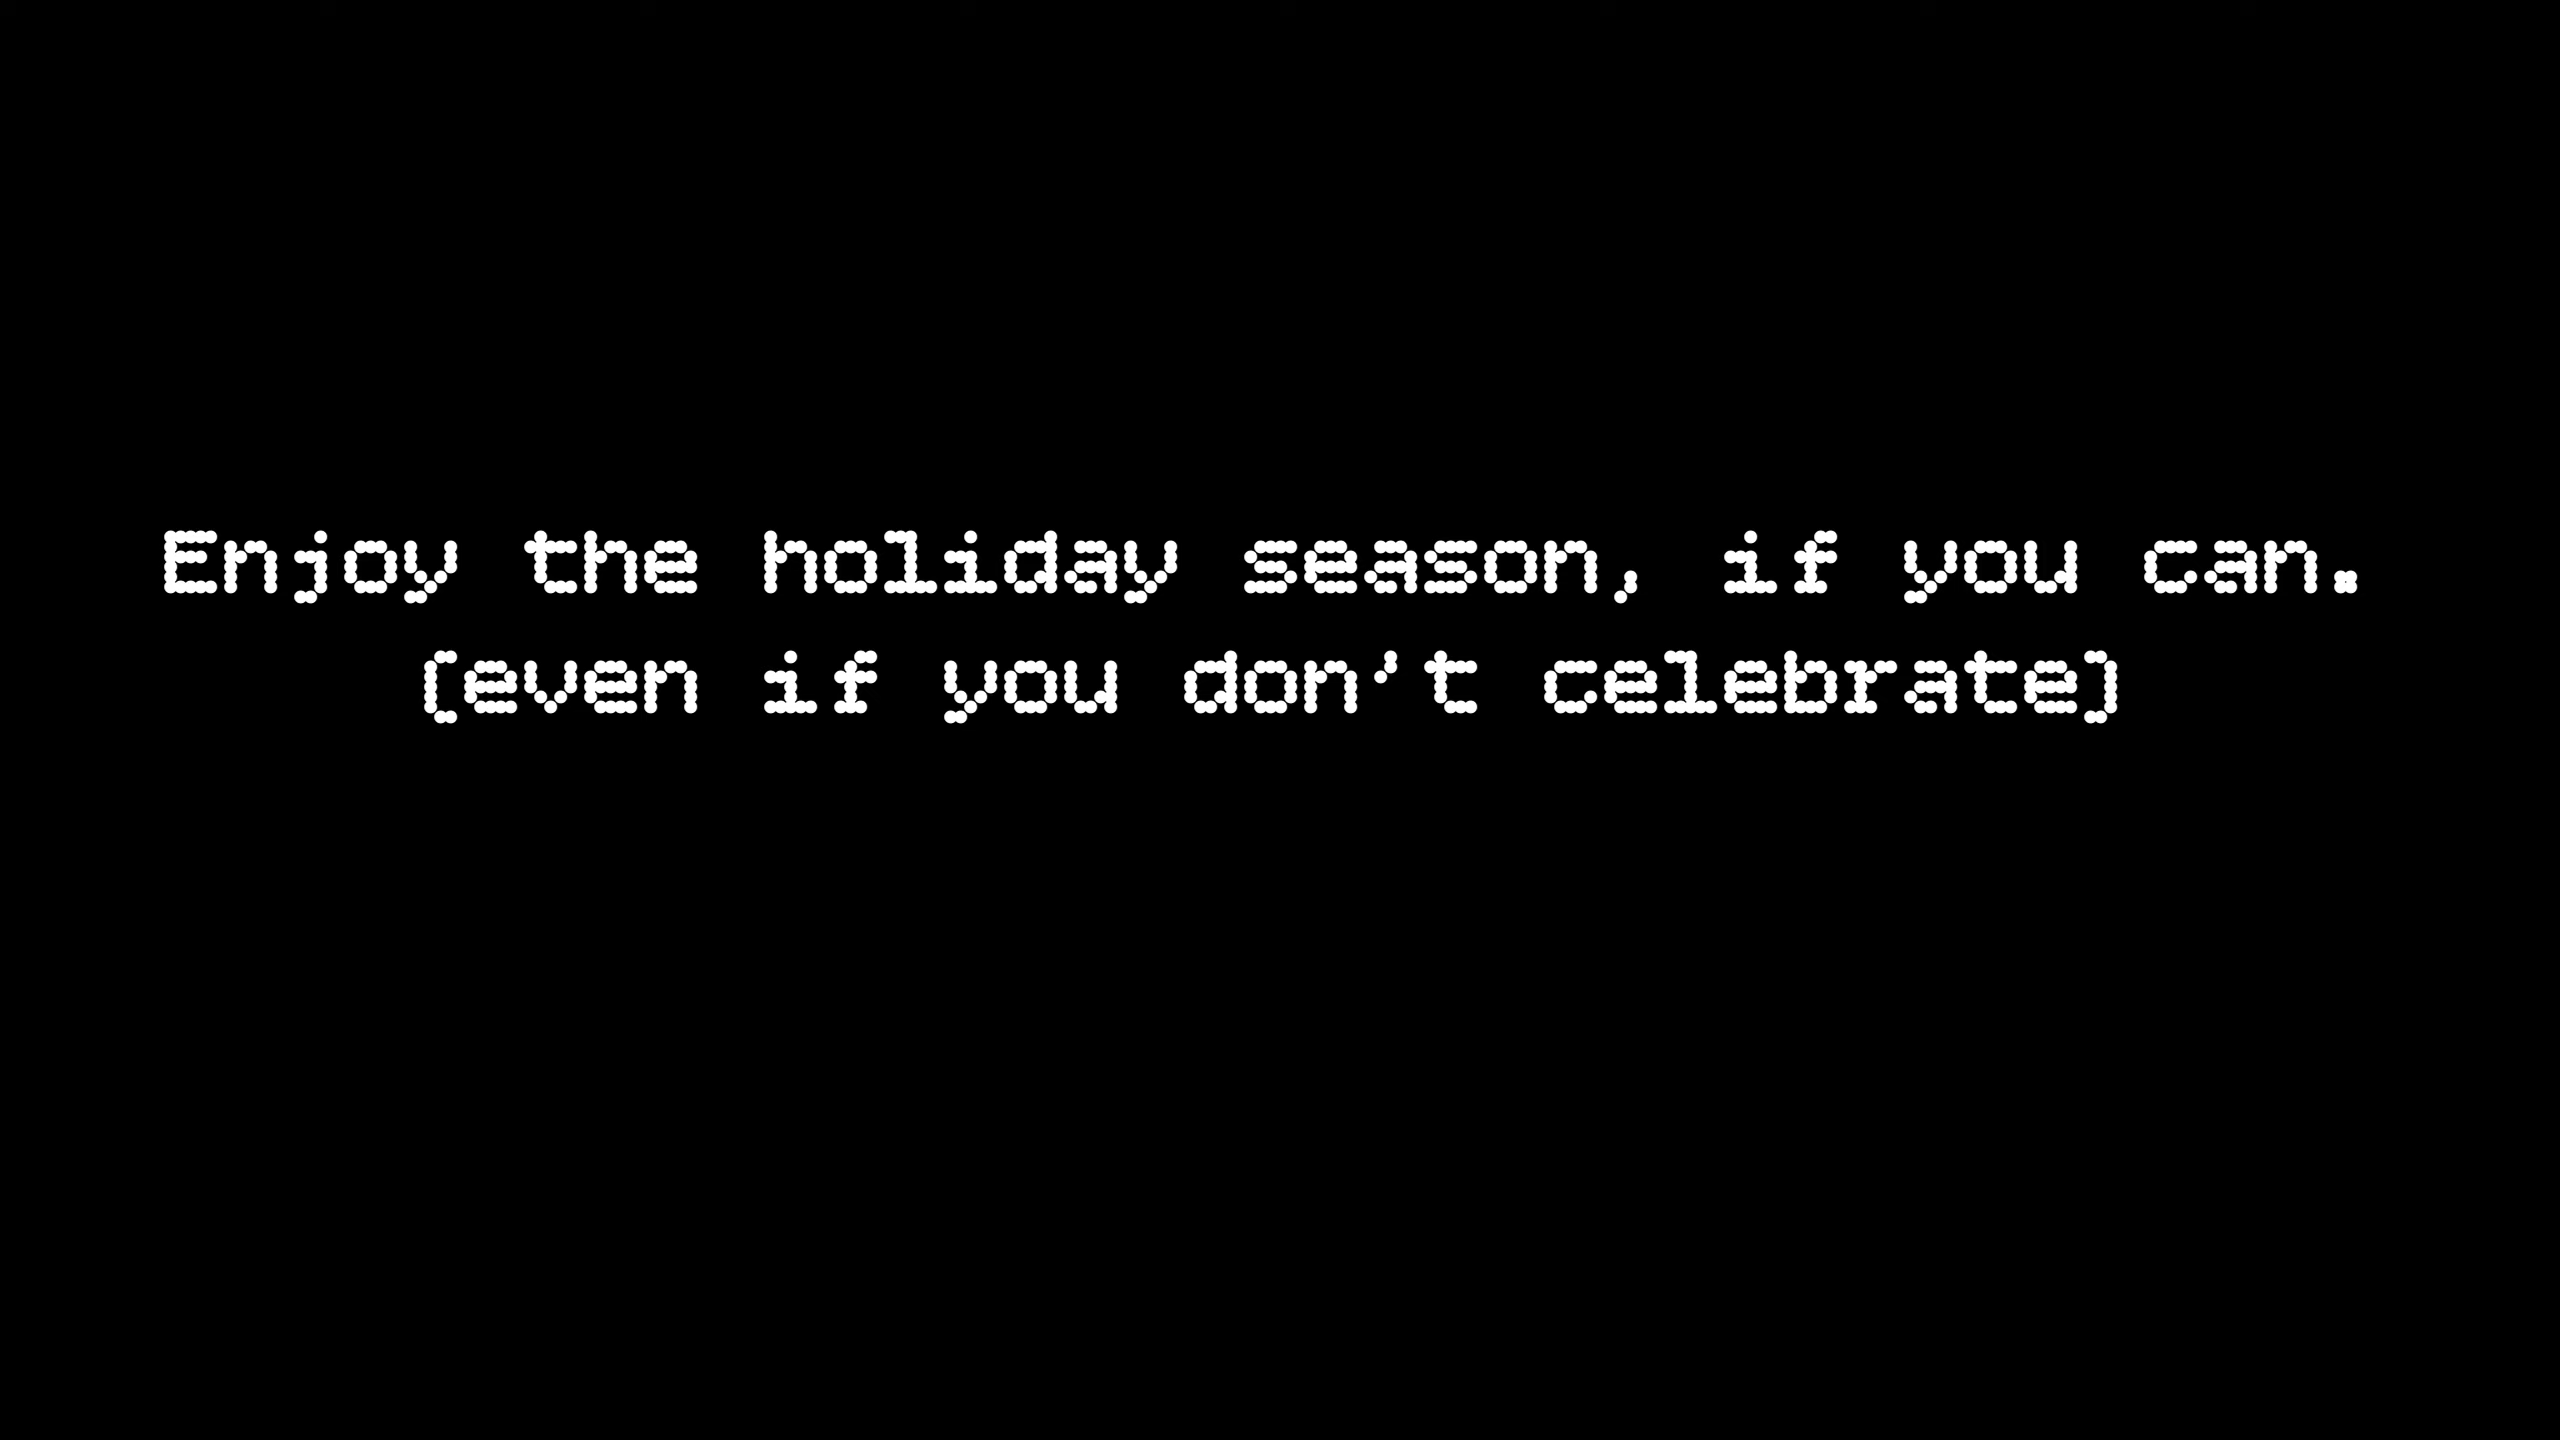 Enjoy the holiday season, if you can.
(even if you don't celebrate)